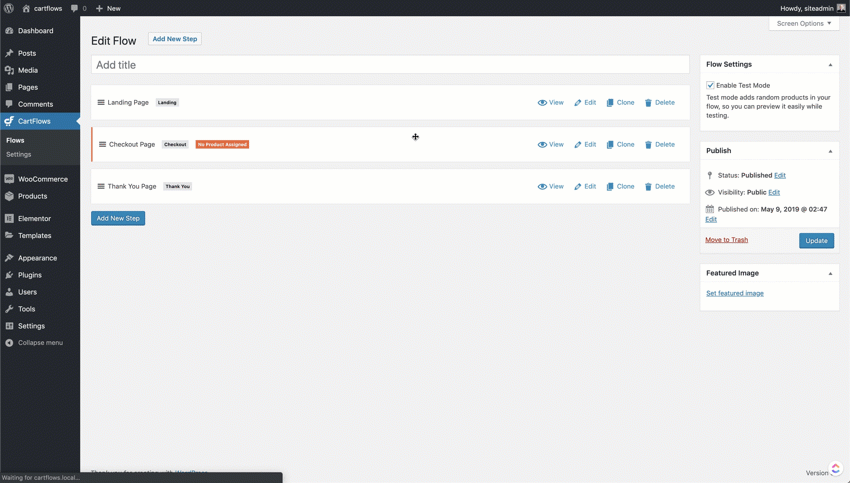 cartflows 0 New Howdy, siteadmin
Screen Options
Dashboard
Posts
Media
Pages
Comments
CartFlows
Flows
Settings
WooCommerce
Products
Elementor
Templates
Appearance
Plugins
Users
Tools
Settings
Collapse menu
Edit Flow Add New Step
Add title
Landing Page Landing View Edit Clone Delete
Checkout Page Checkout No Product Assigned View Edit Clone Delete
Thank You Page Thank You View Edit Clone Delete
Add New Step
Flow Settings
Enable Test Mode
Test mode adds random products in your
flow, so you can preview it easily while
testing.
Publish
Status: Published Edit
Visibility: Public Edit
Published on: May 9, 2019 @ 02:47
Edit
Move to Trash Update
Featured Image
Set featured image
Version
Waiting for cartflows.local...